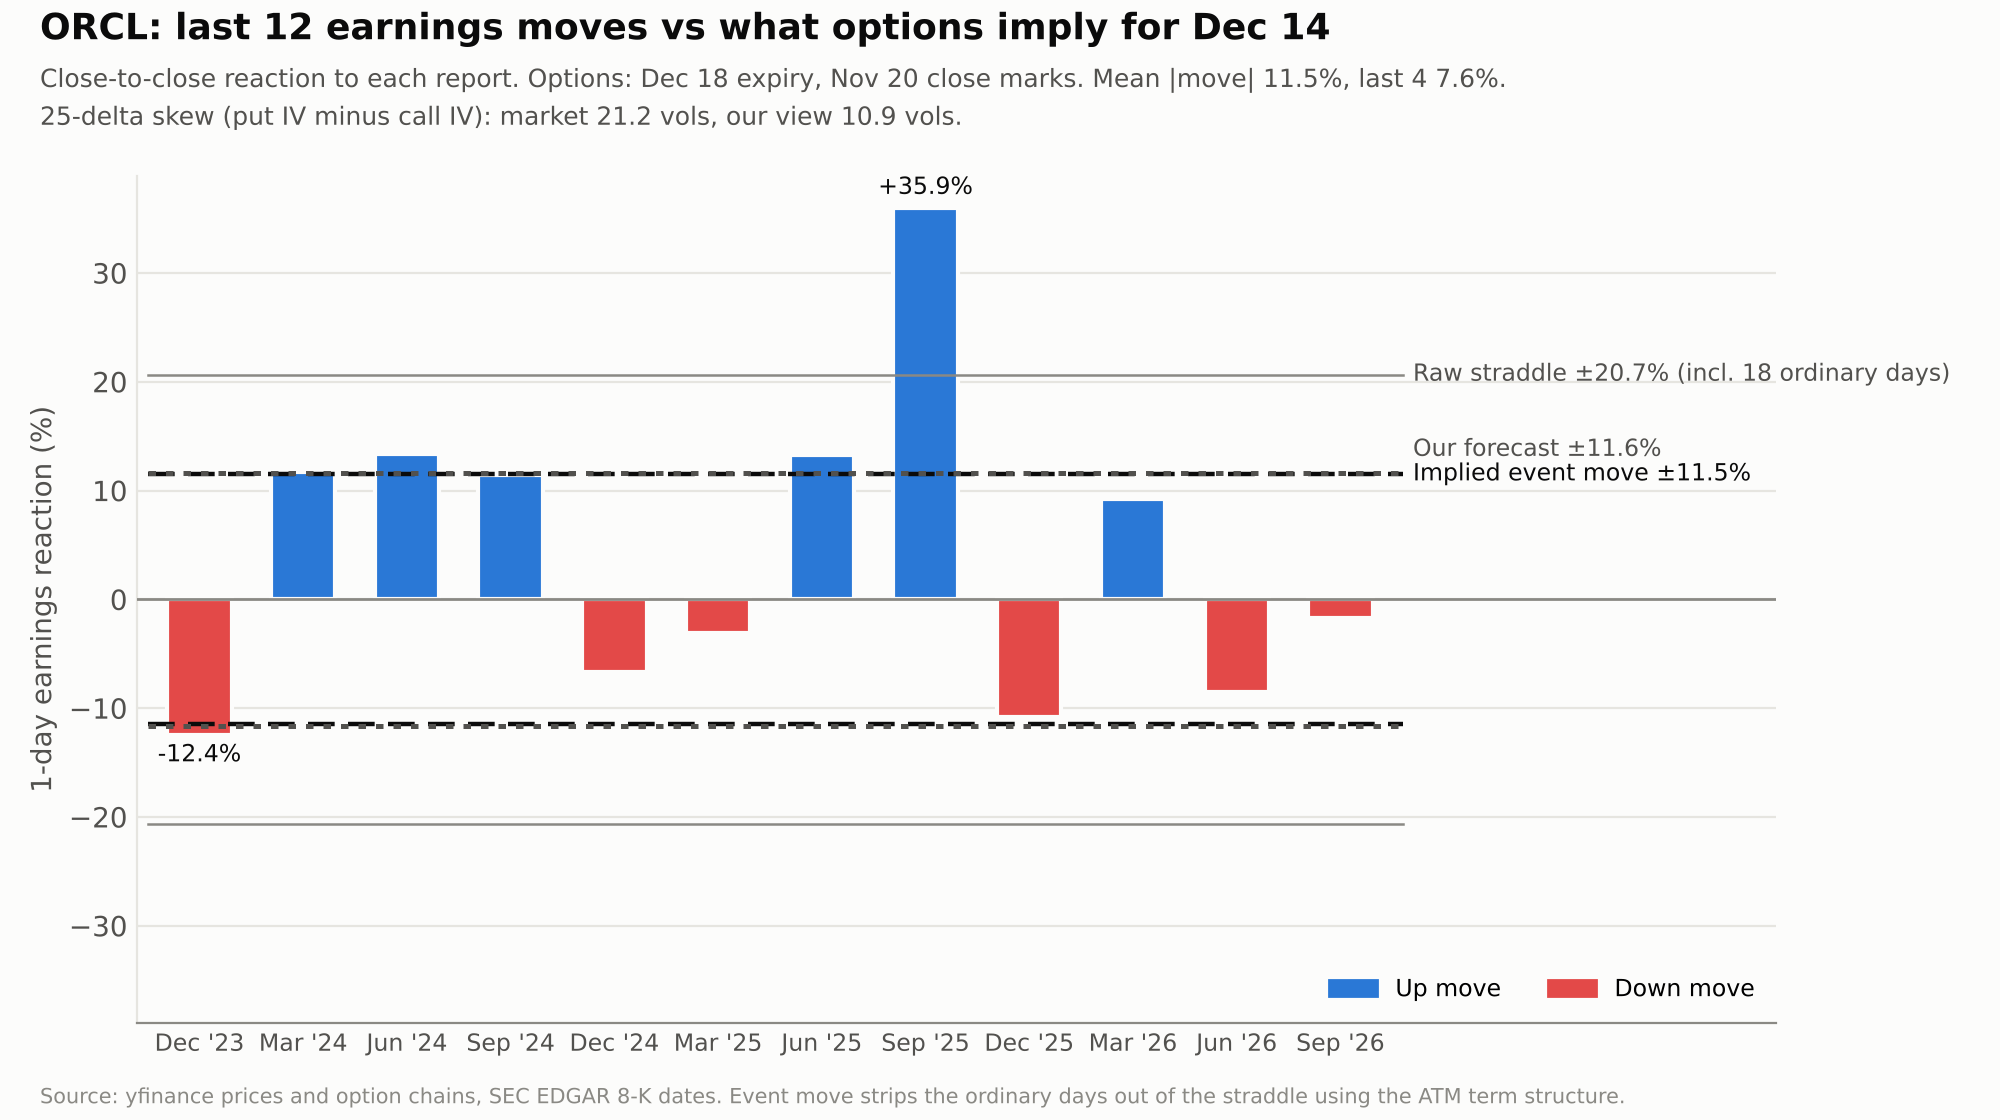 ORCL: last 12 earnings moves vs what options imply for Dec 14
Close-to-close reaction to each report. Options: Dec 18 expiry, Nov 20 close marks. Mean |move| 11.5%, last 4 7.6%.
25-delta skew (put IV minus call IV): market 21.2 vols, our view 10.9 vols.
1-day earnings reaction (%)
30
20
10
0
−10
−20
−30
+35.9%
-12.4%
Raw straddle ±20.7% (incl. 18 ordinary days)
Our forecast ±11.6%
Implied event move ±11.5%
Up move
Down move
Dec '23
Mar '24
Jun '24
Sep '24
Dec '24
Mar '25
Jun '25
Sep '25
Dec '25
Mar '26
Jun '26
Sep '26
Source: yfinance prices and option chains, SEC EDGAR 8-K dates. Event move strips the ordinary days out of the straddle using the ATM term structure.